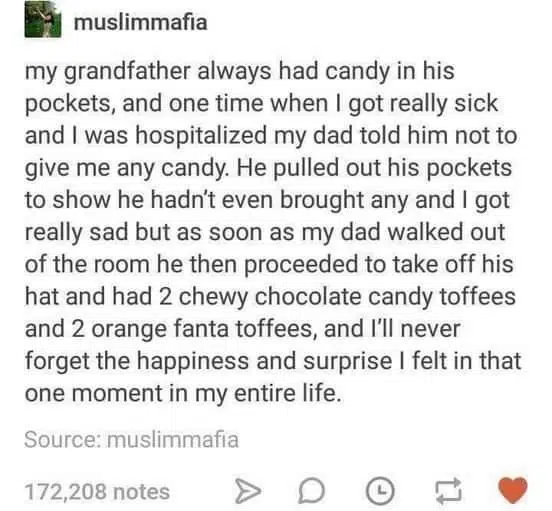 muslimmafia
my grandfather always had candy in his
pockets, and one time when I got really sick
and I was hospitalized my dad told him not to
give me any candy. He pulled out his pockets
to show he hadn't even brought any and I got
really sad but as soon as my dad walked out
of the room he then proceeded to take off his
hat and had 2 chewy chocolate candy toffees
and 2 orange fanta toffees, and I'll never
forget the happiness and surprise I felt in that
one moment in my entire life.
Source: muslimmafia
172,208 notes